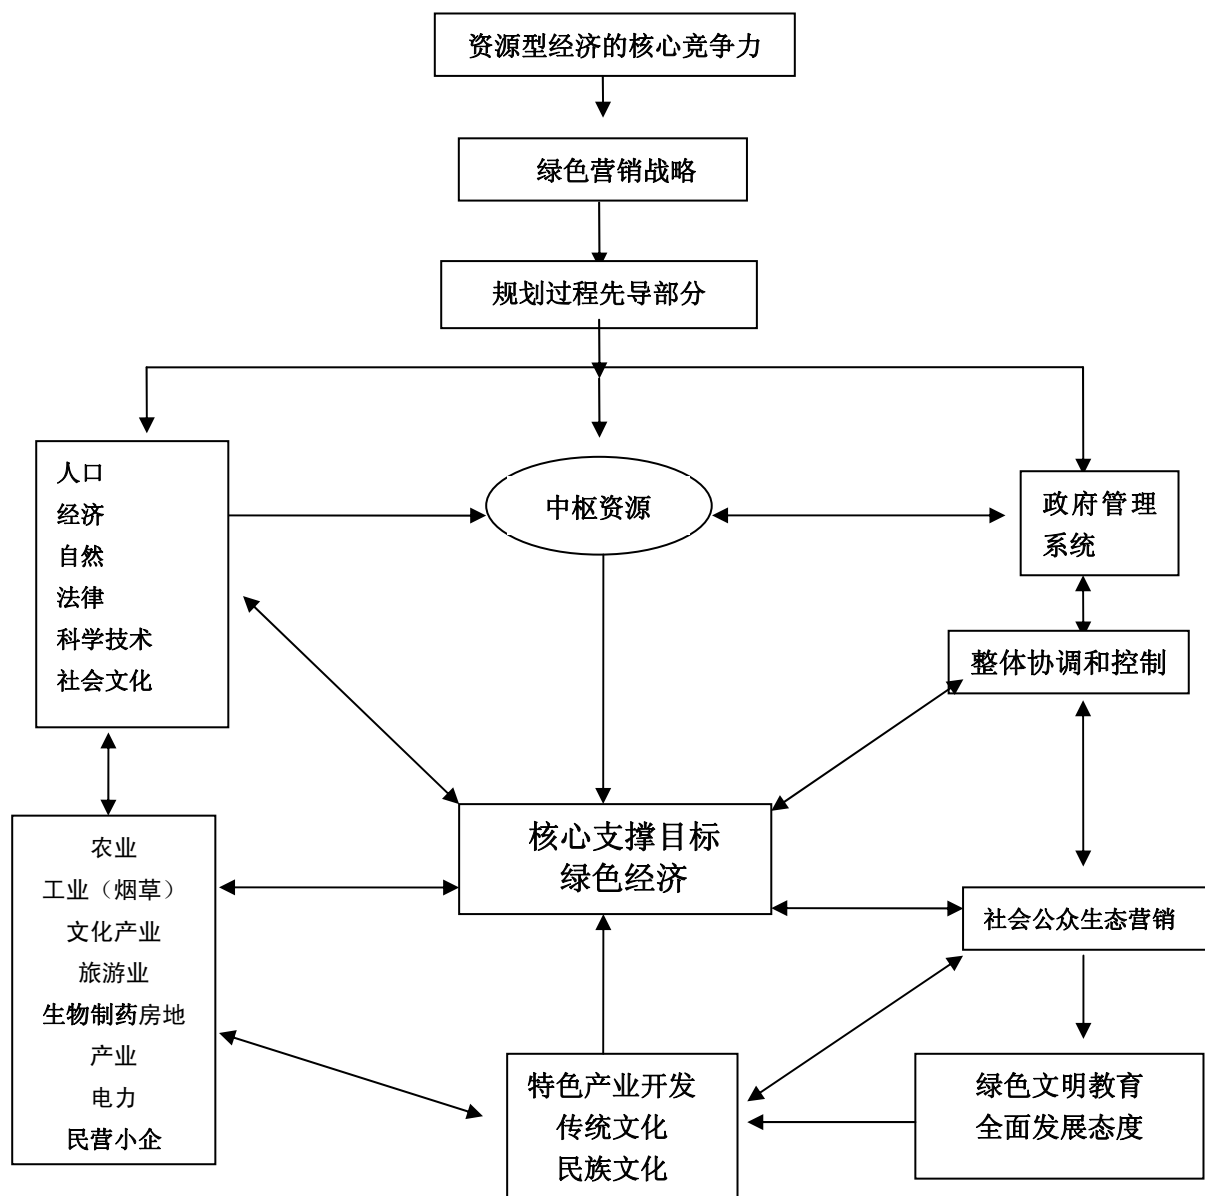 资源型经济的核心竞争力
绿色营销战略
规划过程先导部分
人口
经济
自然
法律
科学技术
社会文化
中枢资源
政府管理
系统
整体协调和控制
核心支撑目标
绿色经济
农业
工业（烟草）
文化产业
旅游业
生物制药房地
产业
电力
民营小企
社会公众生态营销
特色产业开发
传统文化
民族文化
绿色文明教育
全面发展态度